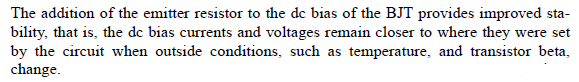 The addition of the emitter resistor to the dc bias of the BJT provides improved sta-
bility, that is, the dc bias currents and voltages remain closer to where they were set
by the circuit when outside conditions, such as temperature, and transistor beta,
change.